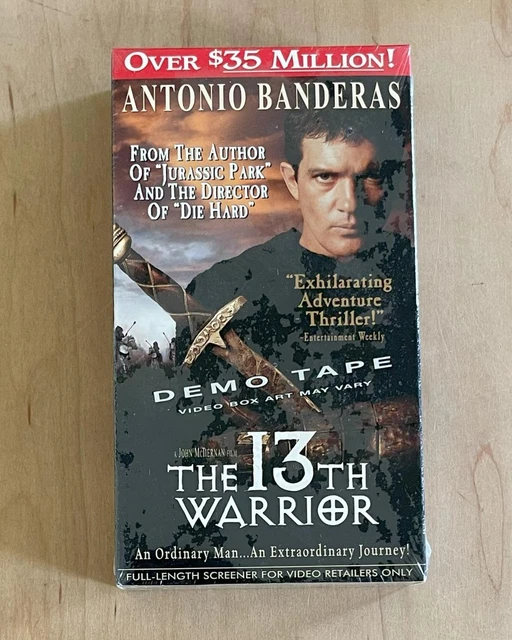 OVER $35 MILLION!
ANTONIO BANDERAS
FROM THE AUTHOR
OF "JURASSIC PARK"
AND THE DIRECTOR
OF "DIE HARD"
"Exhilarating
Adventure
Thriller!"
-Entertainment Weekly
DEMO TAPE
VIDEO BOX ART MAY VARY
A JOHN McTIERNAN FILM
THE 13TH
WARRIOR
An Ordinary Man...An Extraordinary Journey!
FULL-LENGTH SCREENER FOR VIDEO RETAILERS ONLY